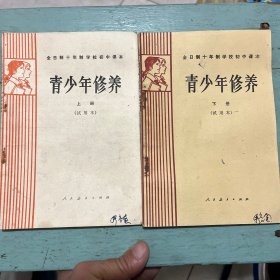 全日制十年制学校初中课本
青少年修养
上册
(试用本)
人民教育出版社
全日制十年制学校初中课本
青少年修养
下册
(试用本)
人民教育出版社